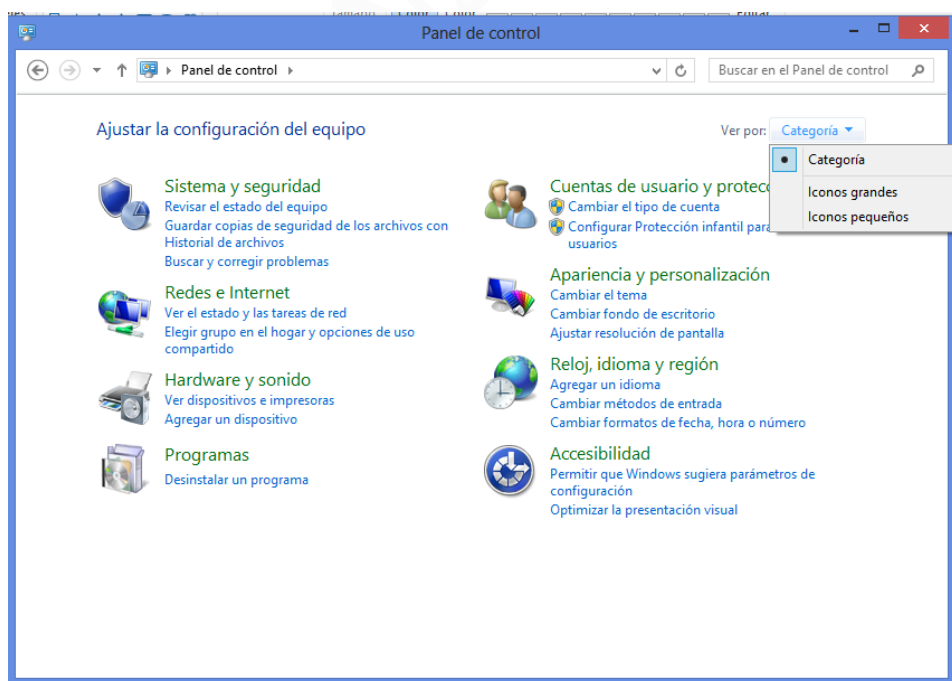 Tamaño Color Color Editar
Panel de control
Panel de control
Buscar en el Panel de control
Ajustar la configuración del equipo
Ver por: Categoría
Categoría
Iconos grandes
Iconos pequeños
Sistema y seguridad
Revisar el estado del equipo
Guardar copias de seguridad de los archivos con
Historial de archivos
Buscar y corregir problemas
Redes e Internet
Ver el estado y las tareas de red
Elegir grupo en el hogar y opciones de uso
compartido
Hardware y sonido
Ver dispositivos e impresoras
Agregar un dispositivo
Programas
Desinstalar un programa
Cuentas de usuario y protecc
Cambiar el tipo de cuenta
Configurar Protección infantil para
usuarios
Apariencia y personalización
Cambiar el tema
Cambiar fondo de escritorio
Ajustar resolución de pantalla
Reloj, idioma y región
Agregar un idioma
Cambiar métodos de entrada
Cambiar formatos de fecha, hora o número
Accesibilidad
Permitir que Windows sugiera parámetros de
configuración
Optimizar la presentación visual